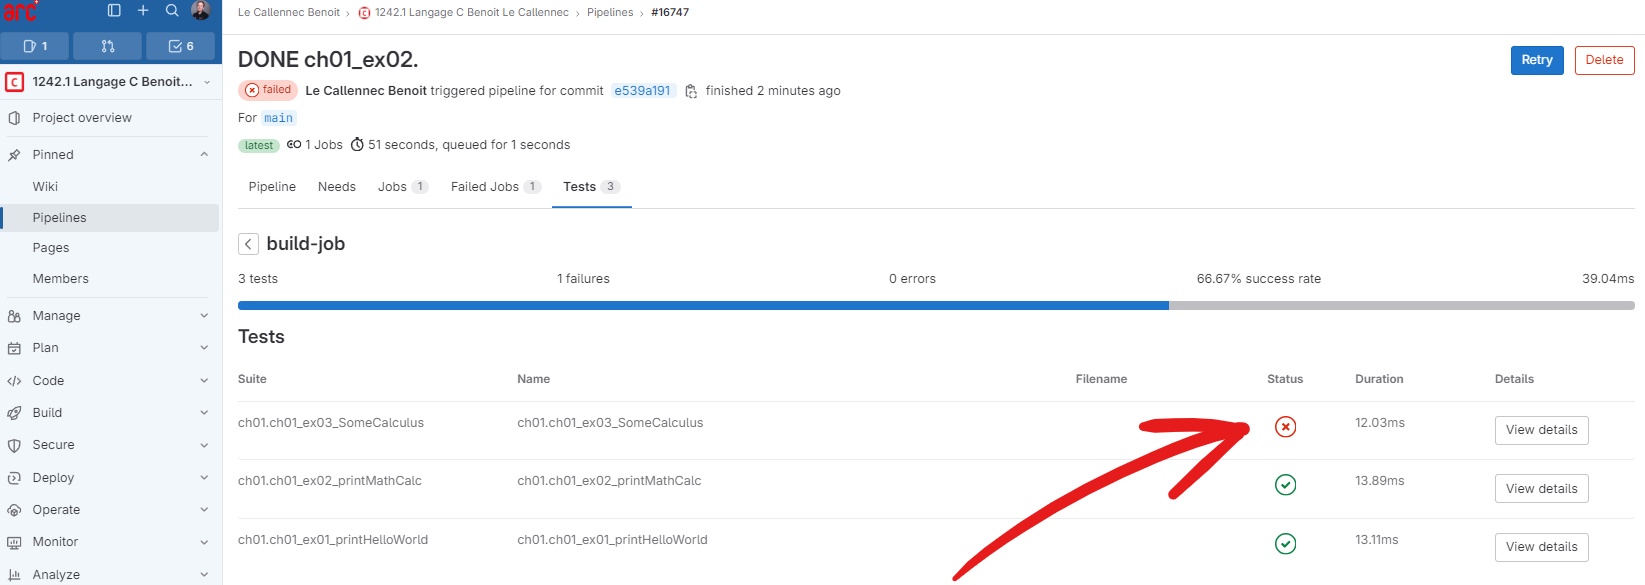 arc
1
6
C 1242.1 Langage C Benoit...
Project overview
Pinned
Wiki
Pipelines
Pages
Members
Manage
Plan
Code
Build
Secure
Deploy
Operate
Monitor
Analyze
Le Callennec Benoit › C 1242.1 Langage C Benoit Le Callennec › Pipelines › #16747
DONE ch01_ex02.
Retry
Delete
failed Le Callennec Benoit triggered pipeline for commit e539a191 finished 2 minutes ago
For main
latest 1 Jobs 51 seconds, queued for 1 seconds
Pipeline Needs Jobs 1 Failed Jobs 1 Tests 3
build-job
3 tests 1 failures 0 errors 66.67% success rate 39.04ms
Tests
Suite Name Filename Status Duration Details
ch01.ch01_ex03_SomeCalculus ch01.ch01_ex03_SomeCalculus 12.03ms View details
ch01.ch01_ex02_printMathCalc ch01.ch01_ex02_printMathCalc 13.89ms View details
ch01.ch01_ex01_printHelloWorld ch01.ch01_ex01_printHelloWorld 13.11ms View details